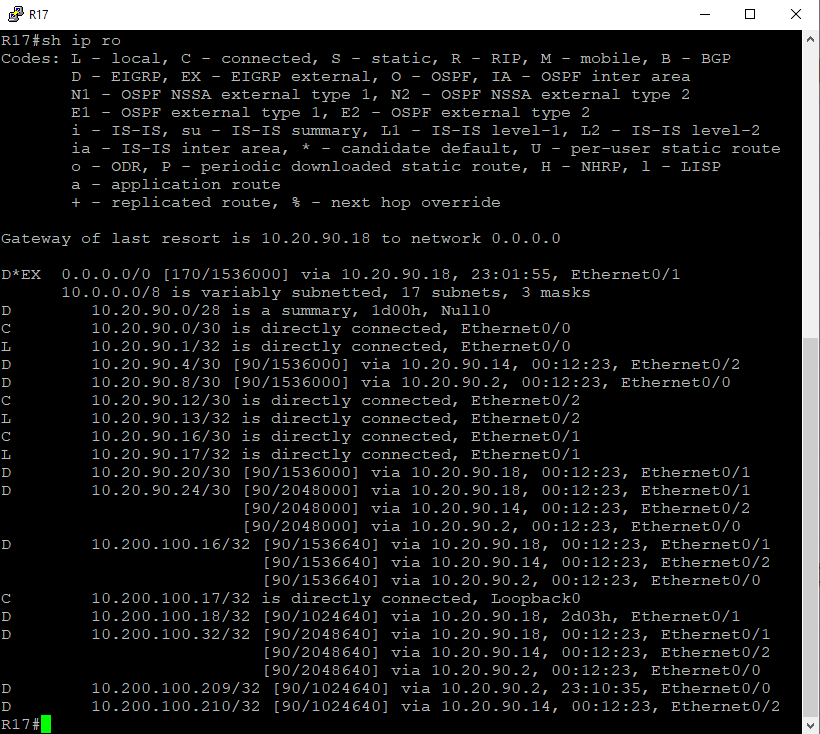 R17
R17#sh ip ro
Codes: L - local, C - connected, S - static, R - RIP, M - mobile, B - BGP
       D - EIGRP, EX - EIGRP external, O - OSPF, IA - OSPF inter area
       N1 - OSPF NSSA external type 1, N2 - OSPF NSSA external type 2
       E1 - OSPF external type 1, E2 - OSPF external type 2
       i - IS-IS, su - IS-IS summary, L1 - IS-IS level-1, L2 - IS-IS level-2
       ia - IS-IS inter area, * - candidate default, U - per-user static route
       o - ODR, P - periodic downloaded static route, H - NHRP, l - LISP
       a - application route
       + - replicated route, % - next hop override
Gateway of last resort is 10.20.90.18 to network 0.0.0.0
D*EX  0.0.0.0/0 [170/1536000] via 10.20.90.18, 23:01:55, Ethernet0/1
      10.0.0.0/8 is variably subnetted, 17 subnets, 3 masks
D        10.20.90.0/28 is a summary, 1d00h, Null0
C        10.20.90.0/30 is directly connected, Ethernet0/0
L        10.20.90.1/32 is directly connected, Ethernet0/0
D        10.20.90.4/30 [90/1536000] via 10.20.90.14, 00:12:23, Ethernet0/2
D        10.20.90.8/30 [90/1536000] via 10.20.90.2, 00:12:23, Ethernet0/0
C        10.20.90.12/30 is directly connected, Ethernet0/2
L        10.20.90.13/32 is directly connected, Ethernet0/2
C        10.20.90.16/30 is directly connected, Ethernet0/1
L        10.20.90.17/32 is directly connected, Ethernet0/1
D        10.20.90.20/30 [90/1536000] via 10.20.90.18, 00:12:23, Ethernet0/1
D        10.20.90.24/30 [90/2048000] via 10.20.90.18, 00:12:23, Ethernet0/1
                        [90/2048000] via 10.20.90.14, 00:12:23, Ethernet0/2
                        [90/2048000] via 10.20.90.2, 00:12:23, Ethernet0/0
D        10.200.100.16/32 [90/1536640] via 10.20.90.18, 00:12:23, Ethernet0/1
                          [90/1536640] via 10.20.90.14, 00:12:23, Ethernet0/2
                          [90/1536640] via 10.20.90.2, 00:12:23, Ethernet0/0
C        10.200.100.17/32 is directly connected, Loopback0
D        10.200.100.18/32 [90/1024640] via 10.20.90.18, 2d03h, Ethernet0/1
D        10.200.100.32/32 [90/2048640] via 10.20.90.18, 00:12:23, Ethernet0/1
                          [90/2048640] via 10.20.90.14, 00:12:23, Ethernet0/2
                          [90/2048640] via 10.20.90.2, 00:12:23, Ethernet0/0
D        10.200.100.209/32 [90/1024640] via 10.20.90.2, 23:10:35, Ethernet0/0
D        10.200.100.210/32 [90/1024640] via 10.20.90.14, 00:12:23, Ethernet0/2
R17#